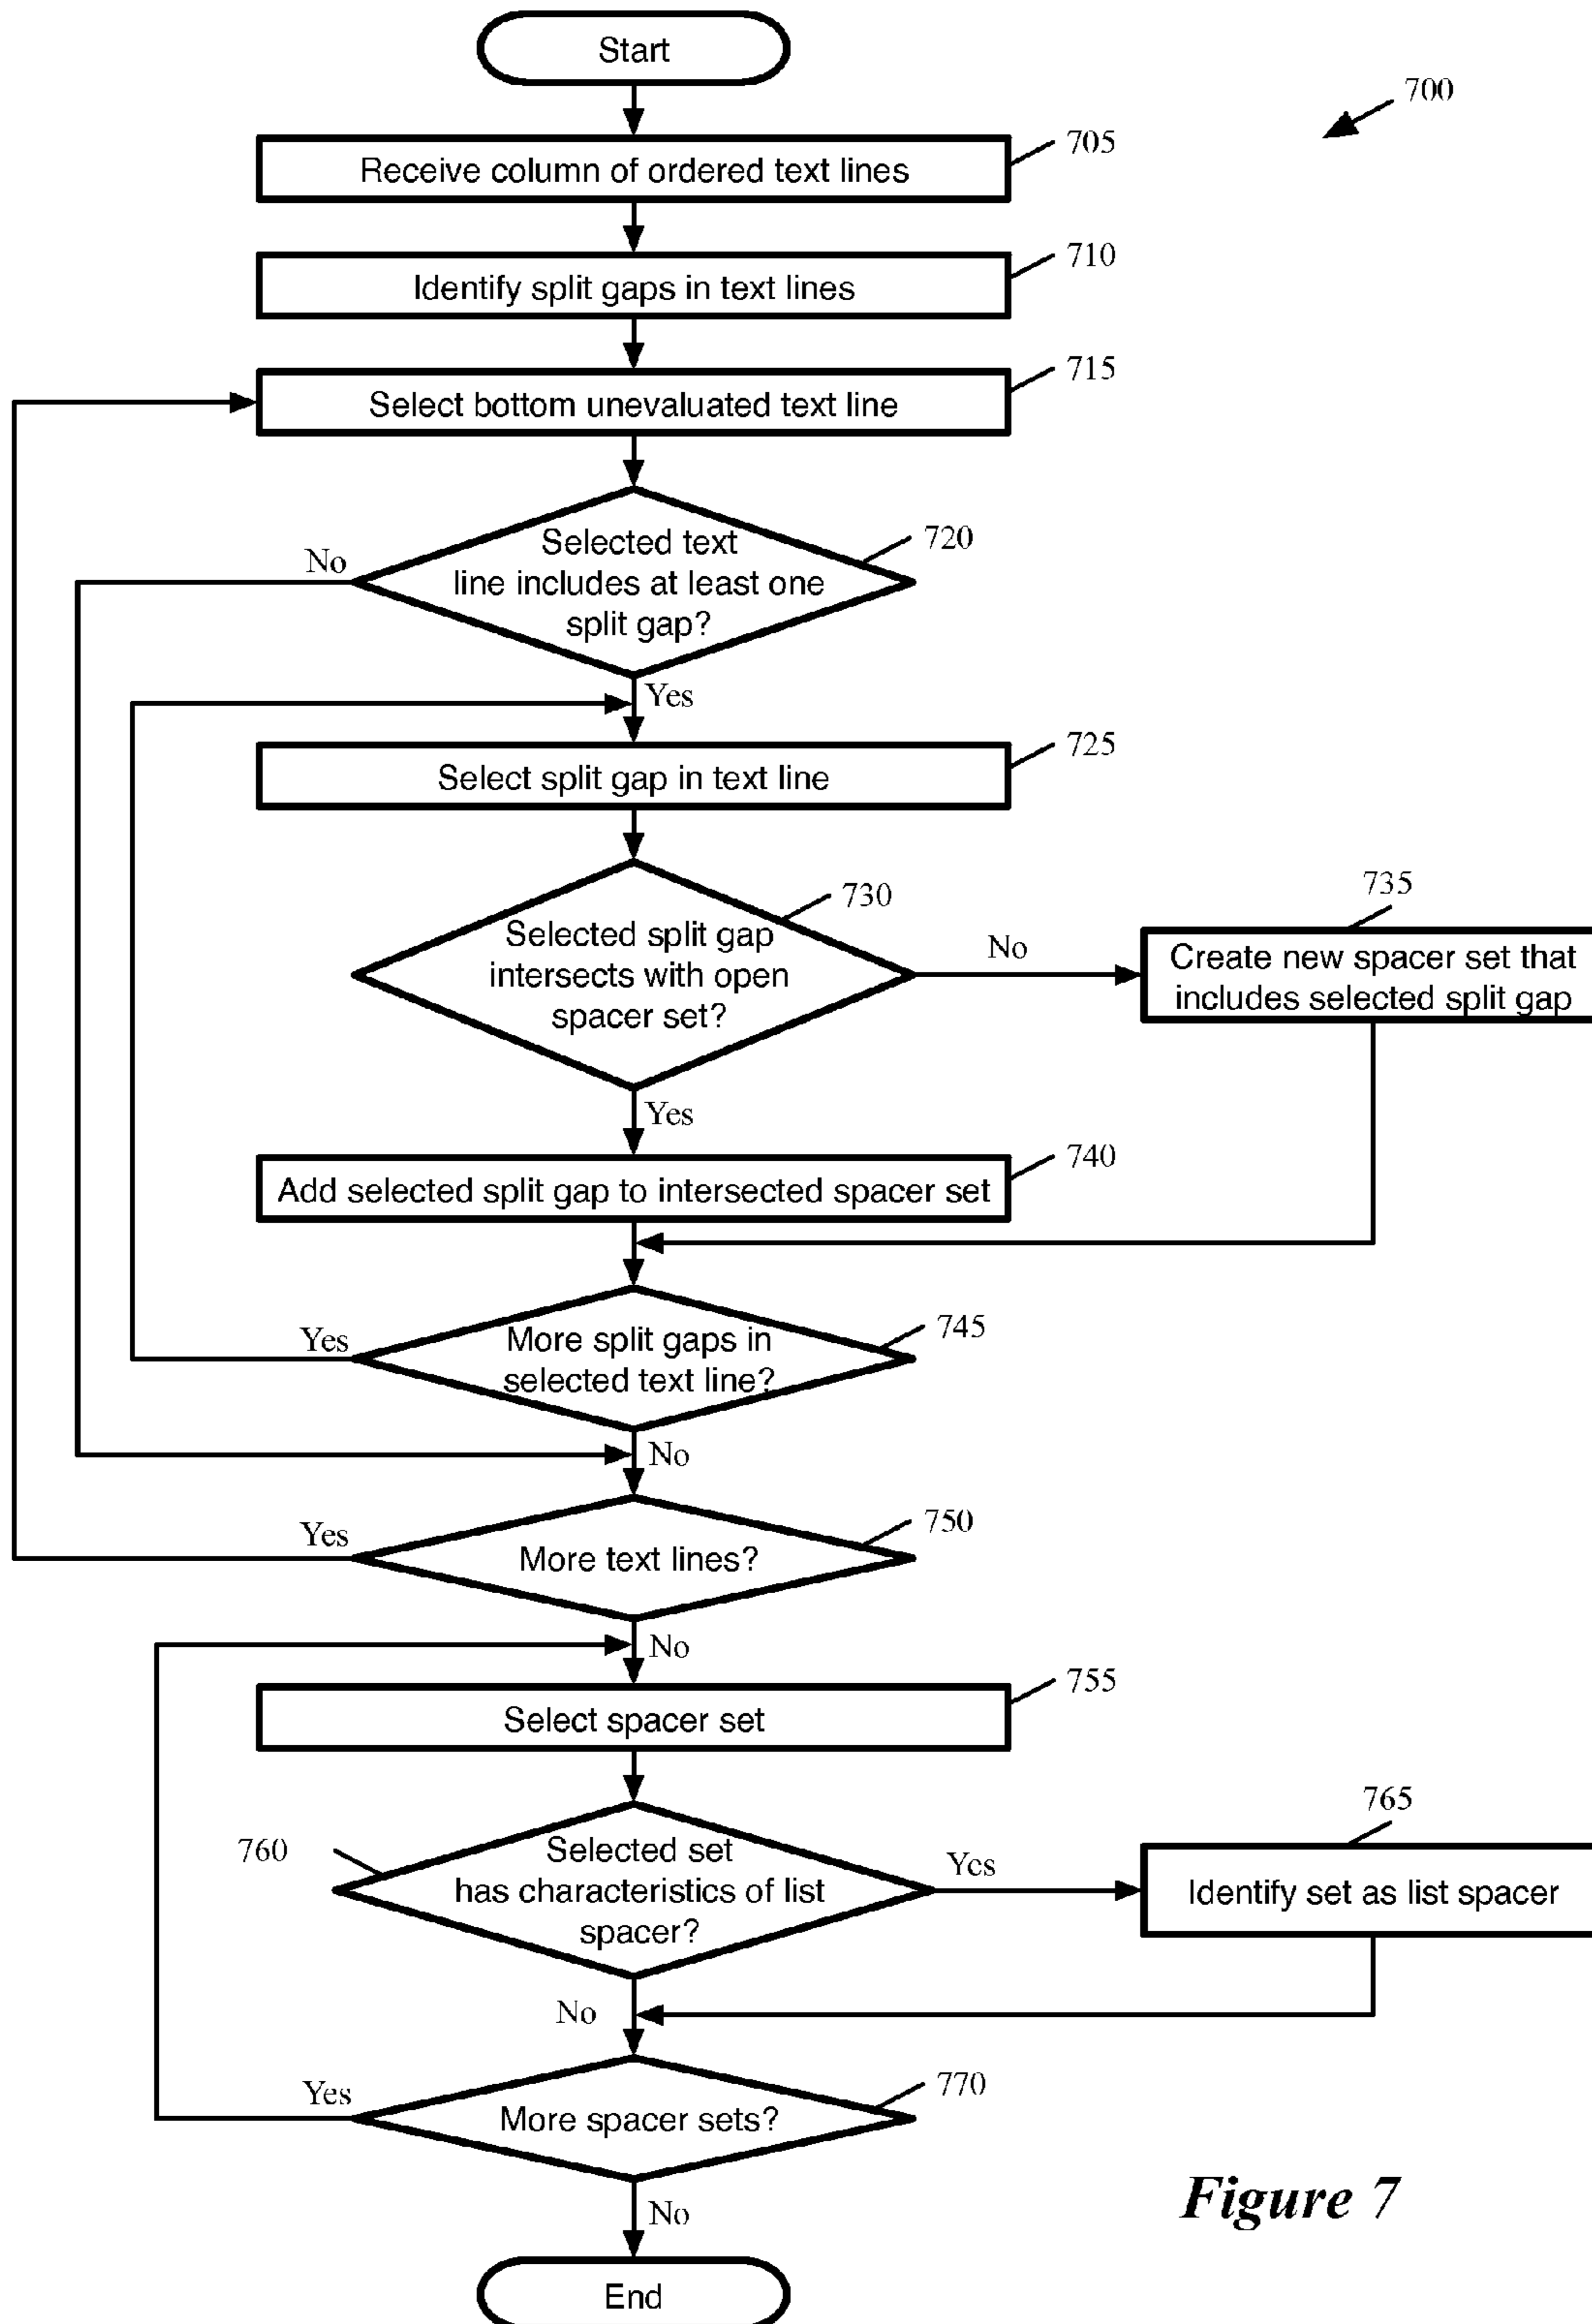 Start
700
Receive column of ordered text lines
705
Identify split gaps in text lines
710
Select bottom unevaluated text line
715
Selected text
line includes at least one
split gap?
720
No
Yes
Select split gap in text line
725
Selected split gap
intersects with open
spacer set?
730
No
735
Create new spacer set that
includes selected split gap
Yes
Add selected split gap to intersected spacer set
740
More split gaps in
selected text line?
745
Yes
No
More text lines?
750
Yes
No
Select spacer set
755
Selected set
has characteristics of list
spacer?
760
Yes
765
Identify set as list spacer
No
More spacer sets?
770
Yes
No
Figure 7
End